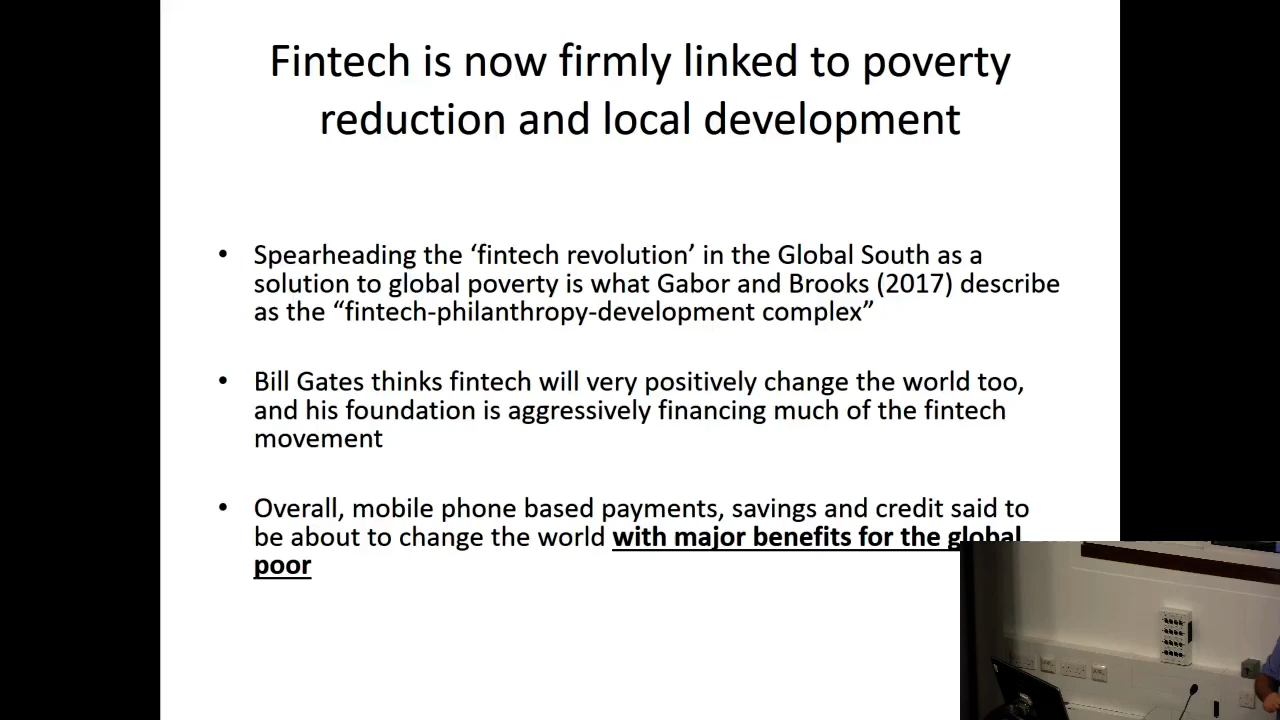 Fintech is now firmly linked to poverty
reduction and local development
• Spearheading the ‘fintech revolution’ in the Global South as a
solution to global poverty is what Gabor and Brooks (2017) describe
as the “fintech-philanthropy-development complex”
• Bill Gates thinks fintech will very positively change the world too,
and his foundation is aggressively financing much of the fintech
movement
• Overall, mobile phone based payments, savings and credit said to
be about to change the world with major benefits for the global
poor